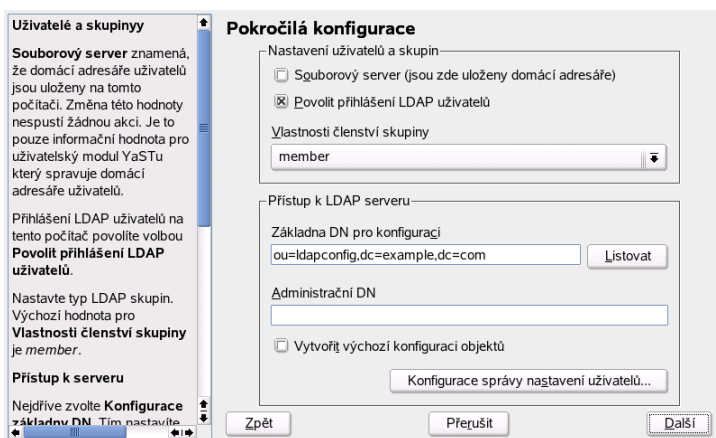 Uživatelé a skupinyy
Souborový server znamená,
že domácí adresáře uživatelů
jsou uloženy na tomto
počítači. Změna této hodnoty
nespustí žádnou akci. Je to
pouze informační hodnota pro
uživatelský modul YaSTu
který spravuje domácí
adresáře uživatelů.
Přihlášení LDAP uživatelů na
tento počítač povolíte volbou
Povolit přihlášení LDAP
uživatelů.
Nastavte typ LDAP skupin.
Výchozí hodnota pro
Vlastnosti členství skupiny
je member.
Přístup k serveru
Nejdříve zvolte Konfigurace
základny DN. Tím nastavíte
Pokročilá konfigurace
Nastavení uživatelů a skupin
Souborový server (jsou zde uloženy domácí adresáře)
Povolit přihlášení LDAP uživatelů
Vlastnosti členství skupiny
member
Přístup k LDAP serveru
Základna DN pro konfiguraci
ou=ldapconfig,dc=example,dc=com
Listovat
Administrační DN
Vytvořit výchozí konfiguraci objektů
Konfigurace správy nastavení uživatelů...
Zpět
Přerušit
Další